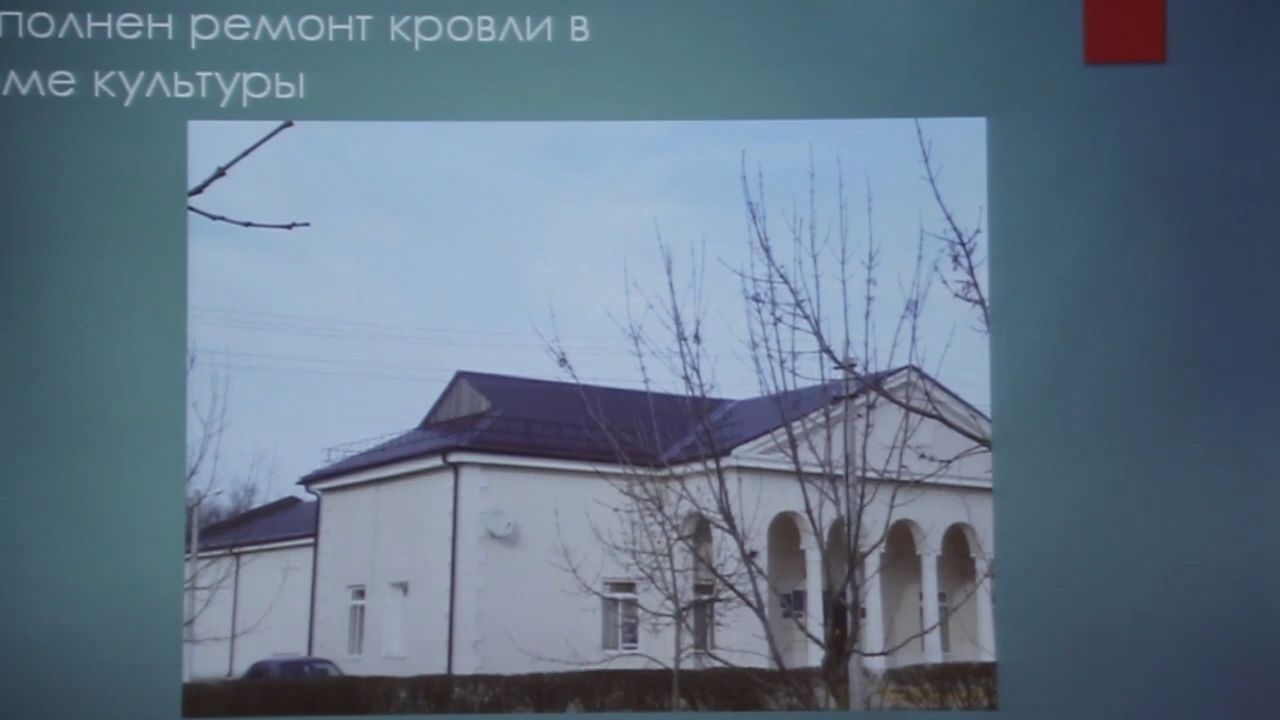 полнен ремонт кровли в
ме культуры